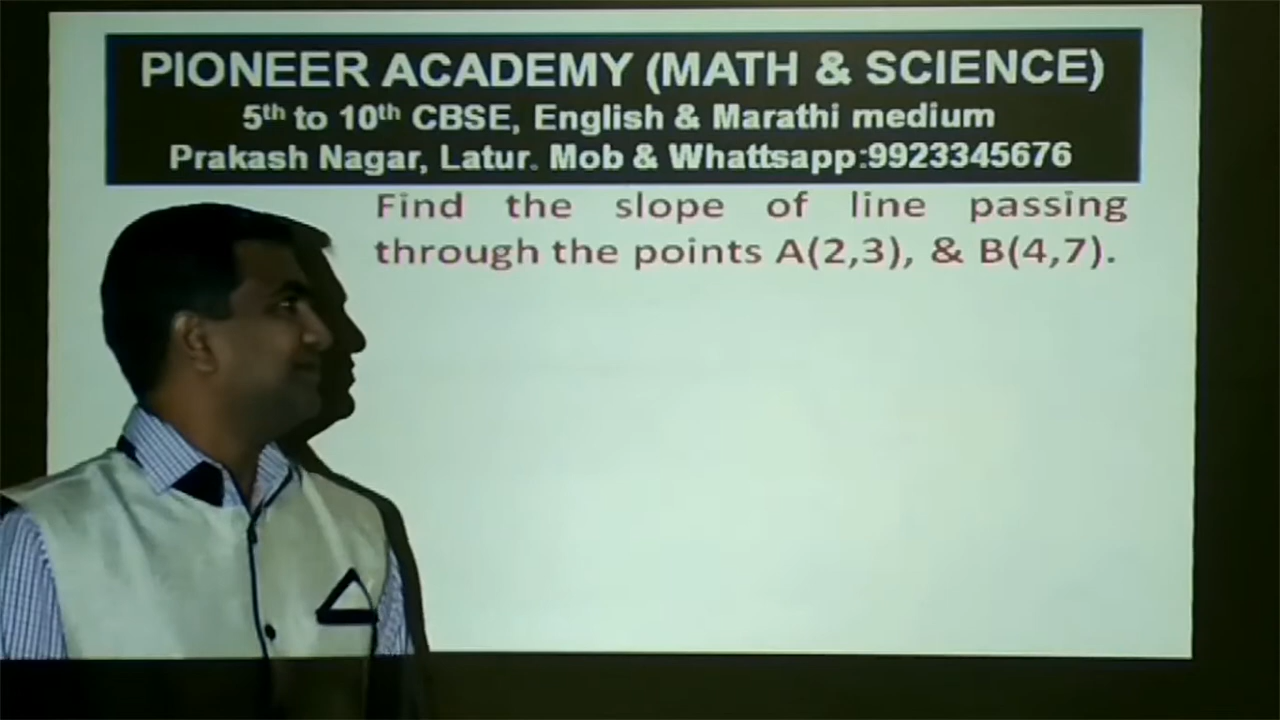 PIONEER ACADEMY (MATH & SCIENCE)
5th to 10th CBSE, English & Marathi medium
Prakash Nagar, Latur. Mob & Whattsapp:9923345676
Find the slope of line passing
through the points A(2,3), & B(4,7).